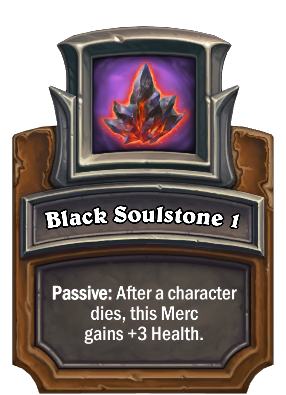 Black Soulstone 1
Passive: After a character
dies, this Merc
gains +3 Health.